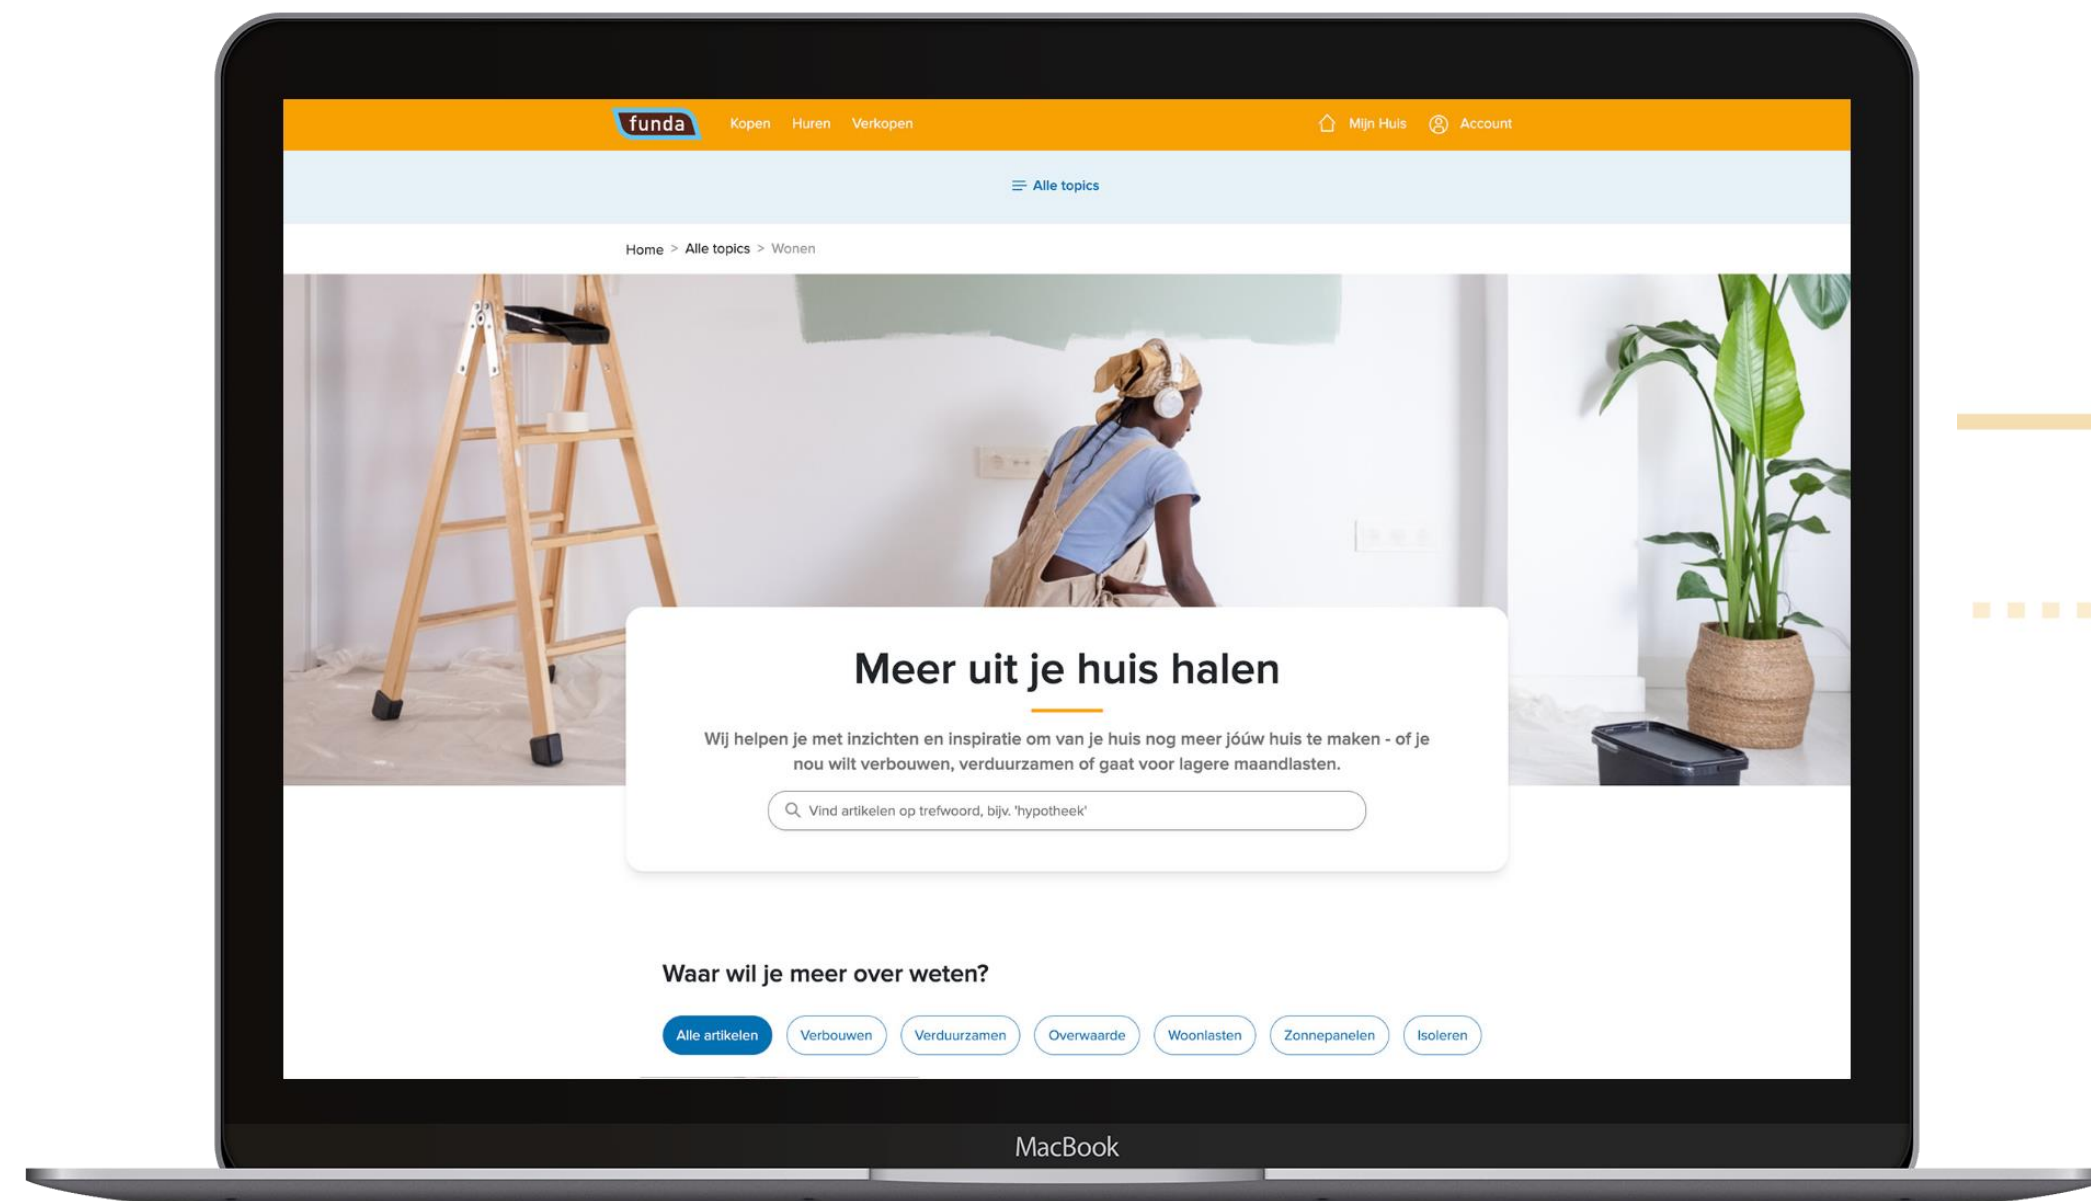 funda Kopen Huren Verkopen Mijn Huis Account
Alle topics
Home > Alle topics > Wonen
Meer uit je huis halen
Wij helpen je met inzichten en inspiratie om van je huis nog meer jóúw huis te maken - of je
nou wilt verbouwen, verduurzamen of gaat voor lagere maandlasten.
Vind artikelen op trefwoord, bijv. 'hypotheek'
Waar wil je meer over weten?
Alle artikelen Verbouwen Verduurzamen Overwaarde Woonlasten Zonnepanelen Isoleren
MacBook